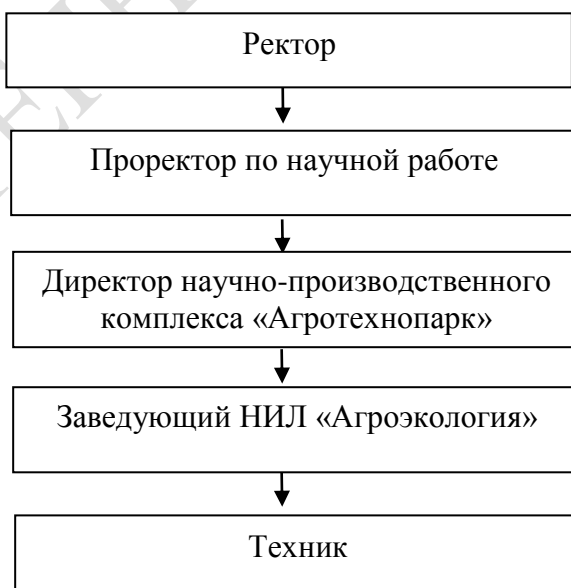 Ректор
Проректор по научной работе
Директор научно-производственного
комплекса «Агротехнопарк»
Заведующий НИЛ «Агроэкология»
Техник